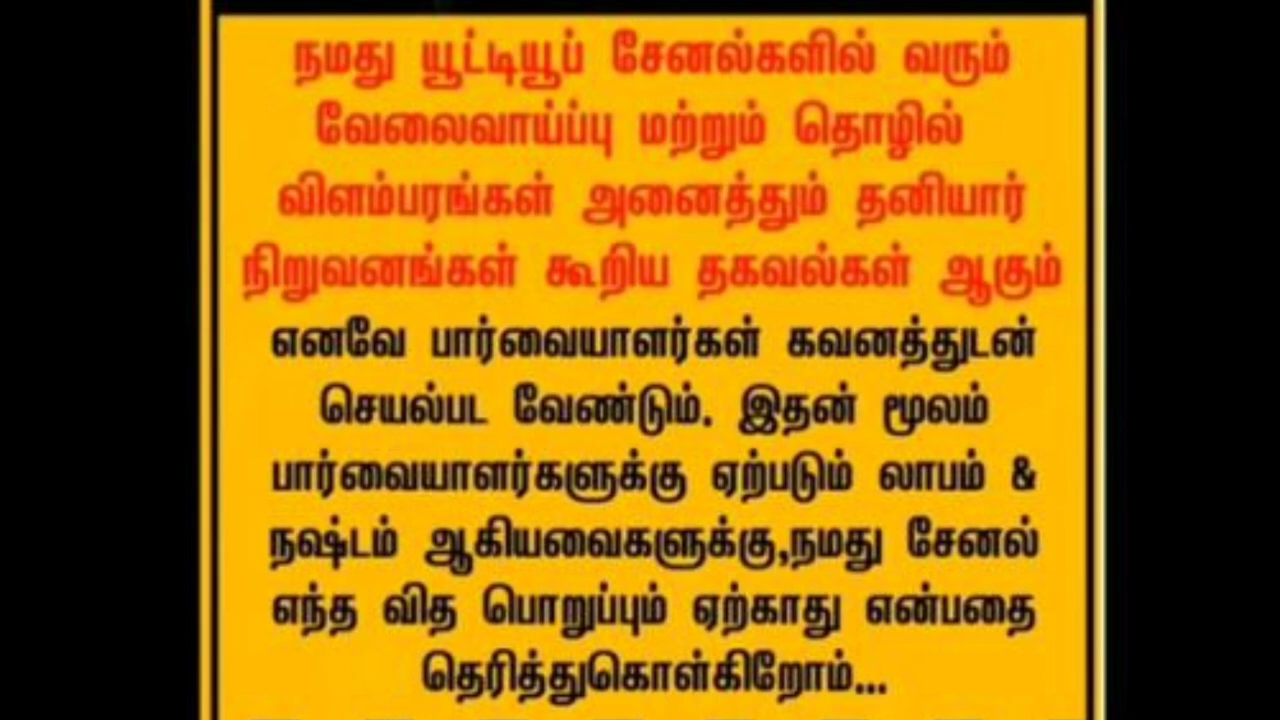 நமது யூட்டியூப் சேனல்களில் வரும்
வேலைவாய்ப்பு மற்றும் தொழில்
விளம்பரங்கள் அனைத்தும் தனியார்
நிறுவனங்கள் கூறிய தகவல்கள் ஆகும்
எனவே பார்வையாளர்கள் கவனத்துடன்
செயல்பட வேண்டும். இதன் மூலம்
பார்வையாளர்களுக்கு ஏற்படும் லாபம் &
நஷ்டம் ஆகியவைகளுக்கு,நமது சேனல்
எந்த வித பொறுப்பும் ஏற்காது என்பதை
தெரித்துகொள்கிறோம்...